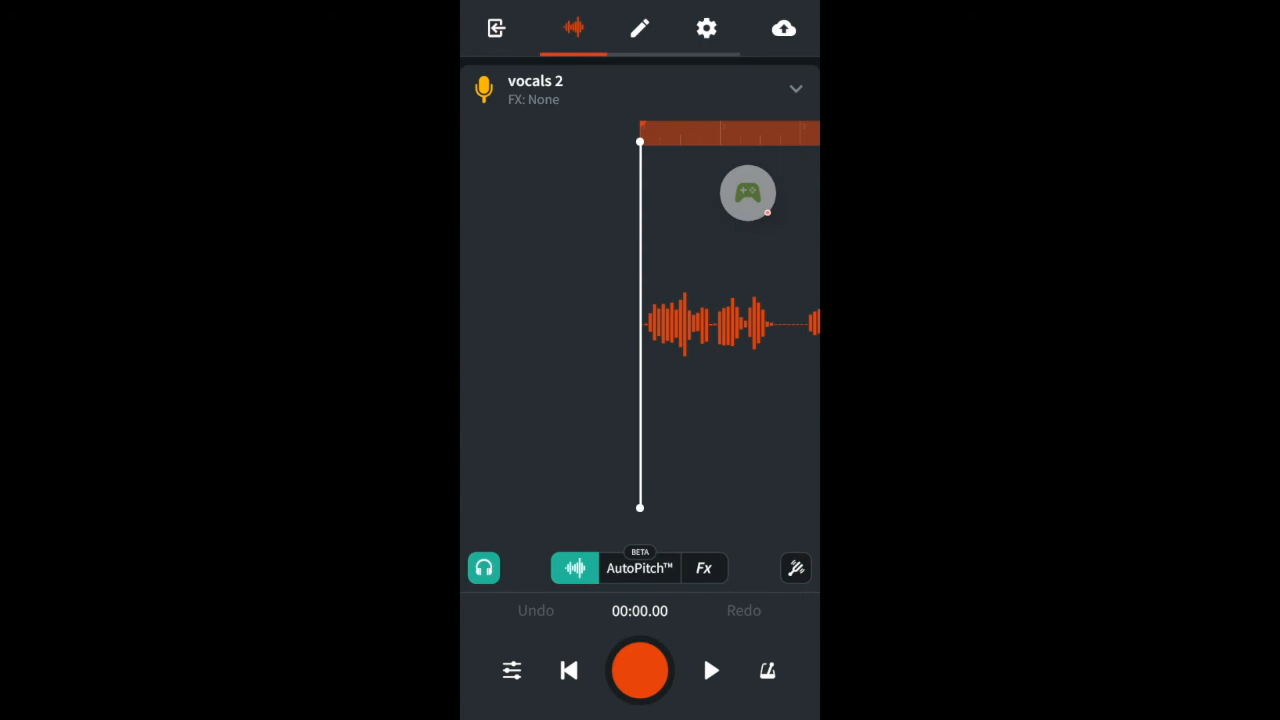 vocals 2
FX: None
BETA
AutoPitch™
Fx
Undo
00:00.00
Redo